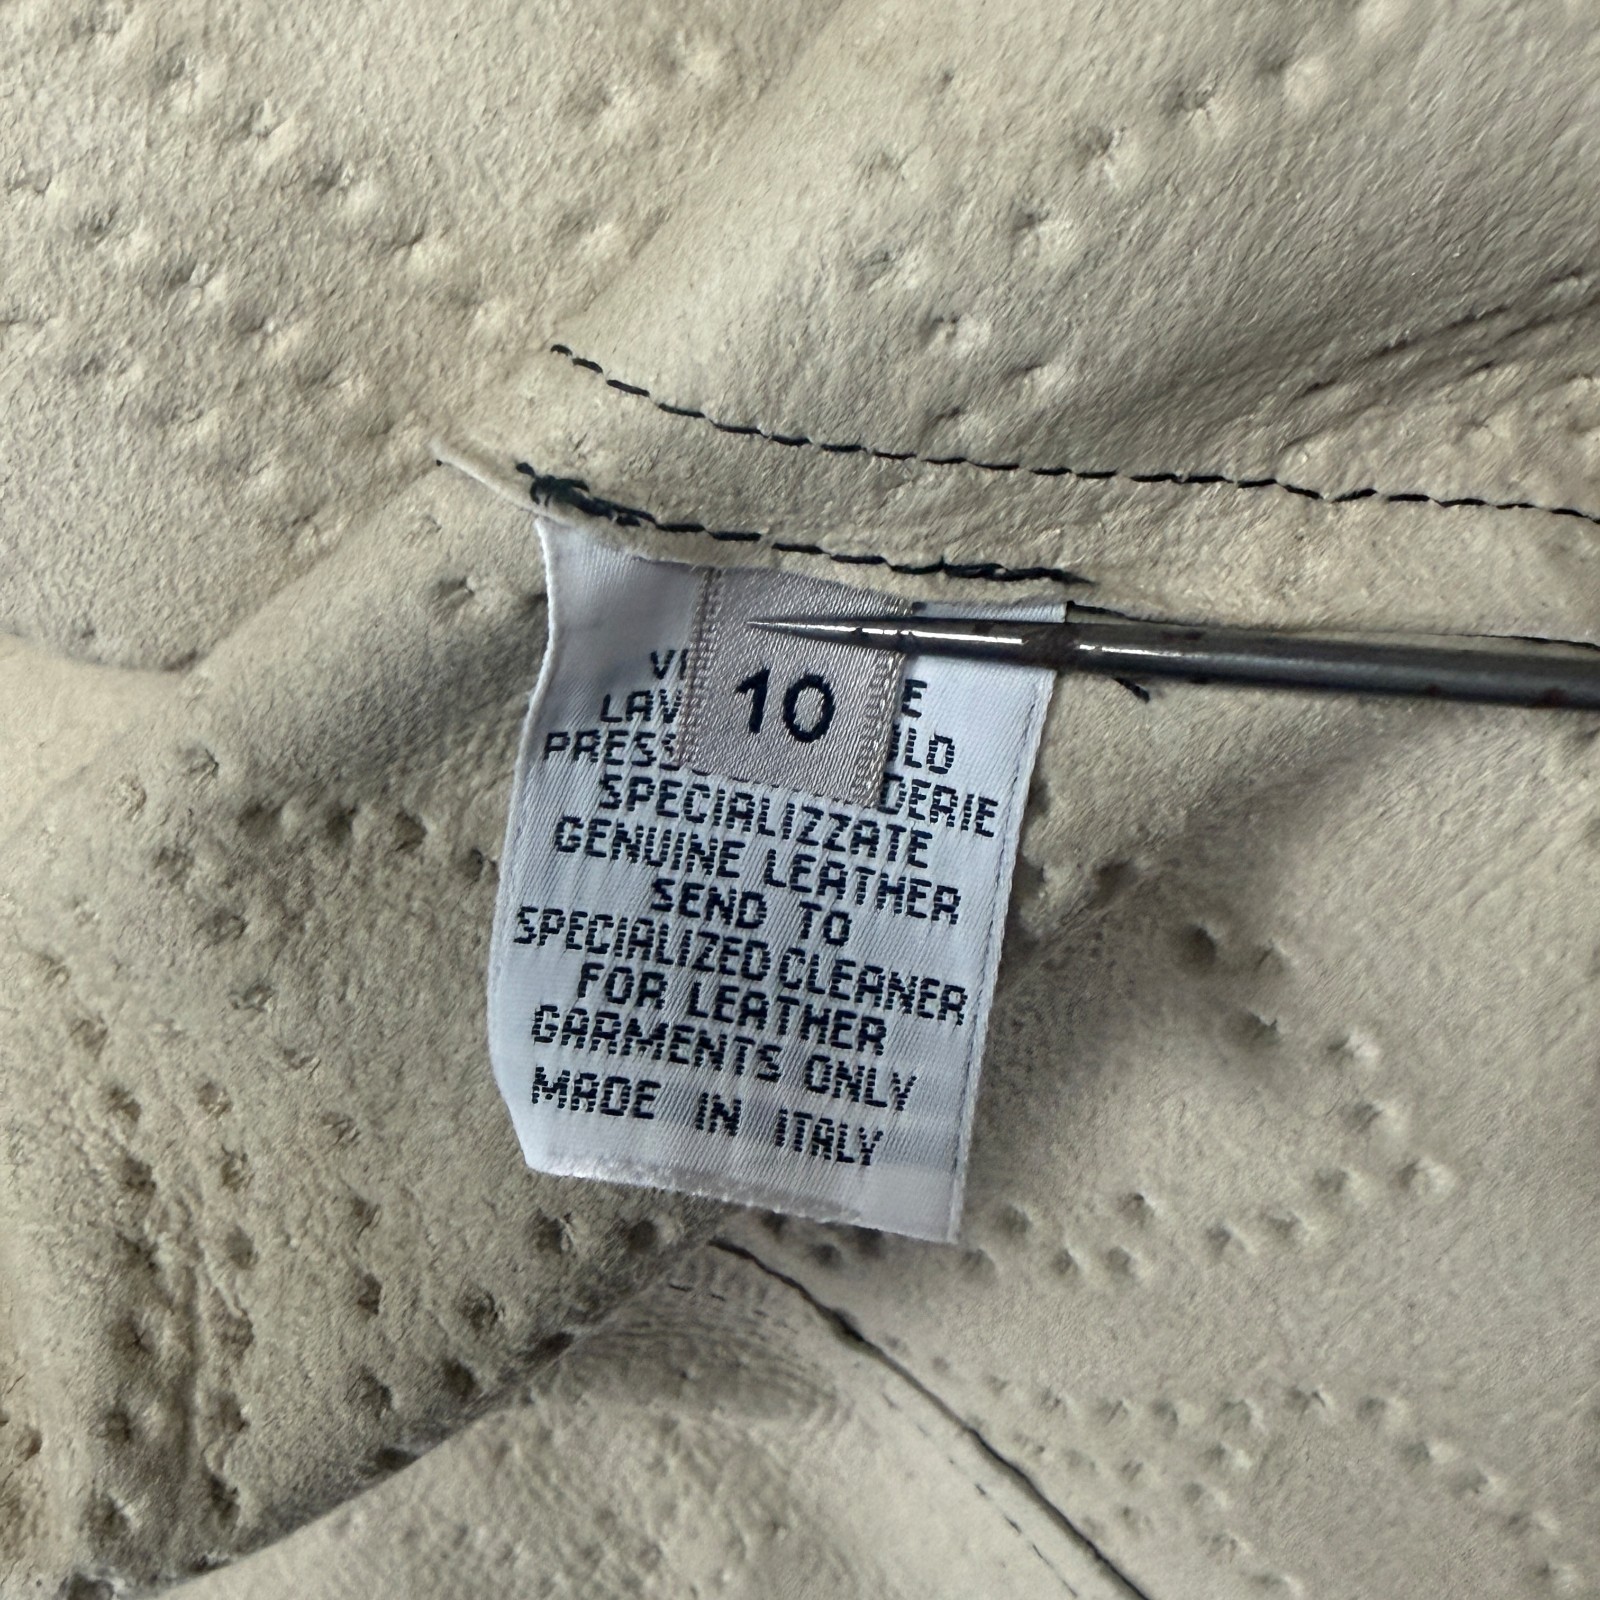 10
SPECIALIZZATE
GENUINE LEATHER
SEND TO
SPECIALIZED CLEANER
FOR LEATHER
GARMENTS ONLY
MADE IN ITALY